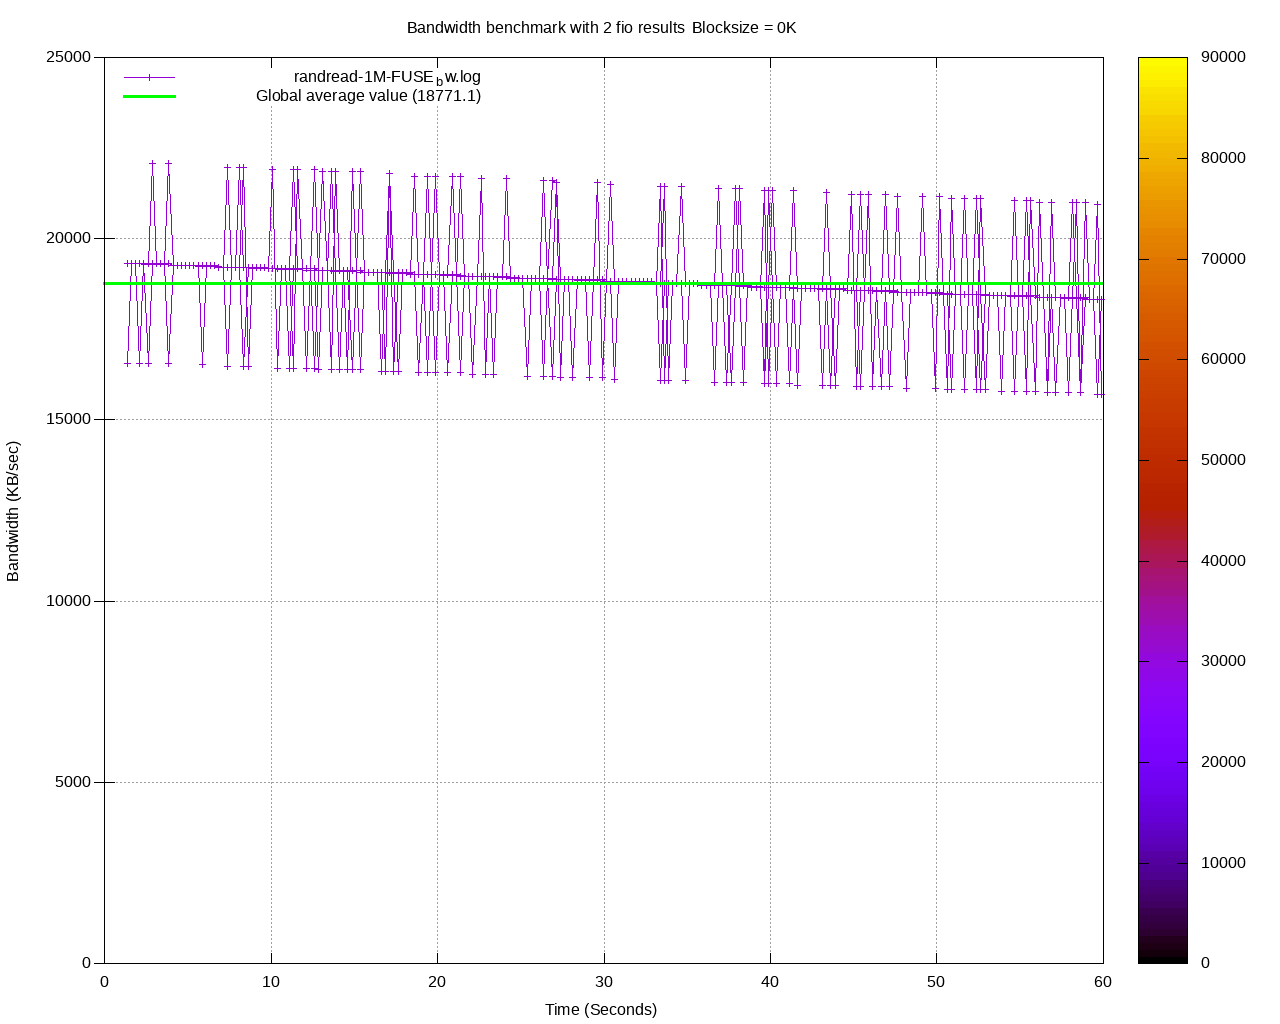 Bandwidth benchmark with 2 fio results Blocksize = 0K
randread-1M-FUSE_bw.log
Global average value (18771.1)
25000
20000
15000
10000
5000
0
Bandwidth (KB/sec)
0 10 20 30 40 50 60
Time (Seconds)
90000
80000
70000
60000
50000
40000
30000
20000
10000
0